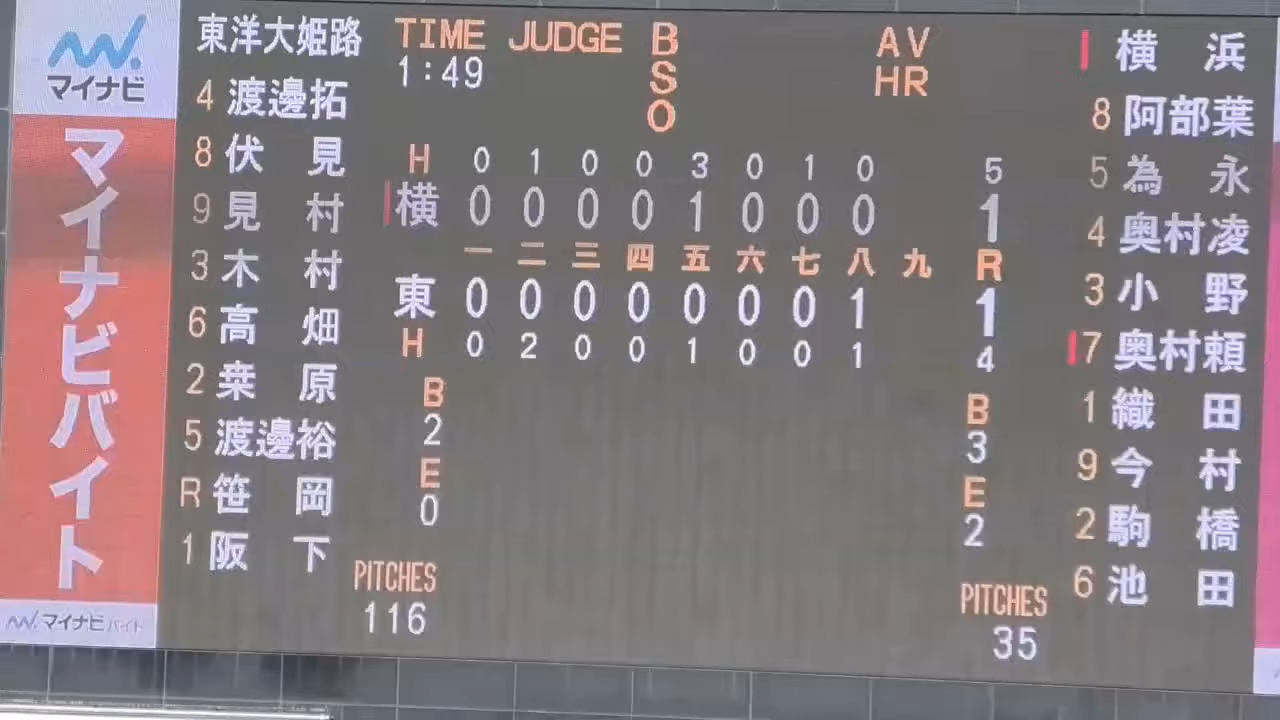 マイナビ
マイナビバイト
マイナビバイト
東洋大姫路
4 渡邊拓
8 伏見
9 見村
3 木村
6 高畑
2 桒原
5 渡邊裕
R 笹岡
1 阪下
TIME JUDGE
1:49
B
S
O
AV
HR
H 0 1 0 0 3 0 1 0 5
横 0 0 0 0 1 0 0 0 1
一 二 三 四 五 六 七 八 九 R
東 0 0 0 0 0 0 0 1 1
H 0 2 0 0 1 0 0 1 4
B
2
E
0
PITCHES
116
B
3
E
2
PITCHES
35
横浜
8 阿部葉
5 為永
4 奥村凌
3 小野
7 奥村頼
1 織田
9 今村
2 駒橋
6 池田